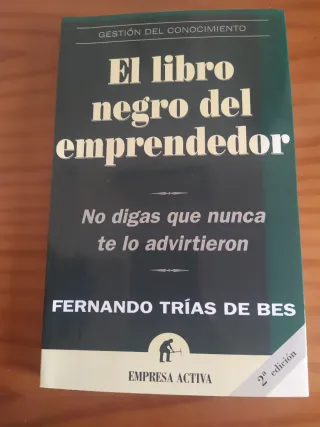 GESTIÓN DEL CONOCIMIENTO
El libro
negro del
emprendedor
No digas que nunca
te lo advirtieron
FERNANDO TRÍAS DE BES
EMPRESA ACTIVA
2ª edición